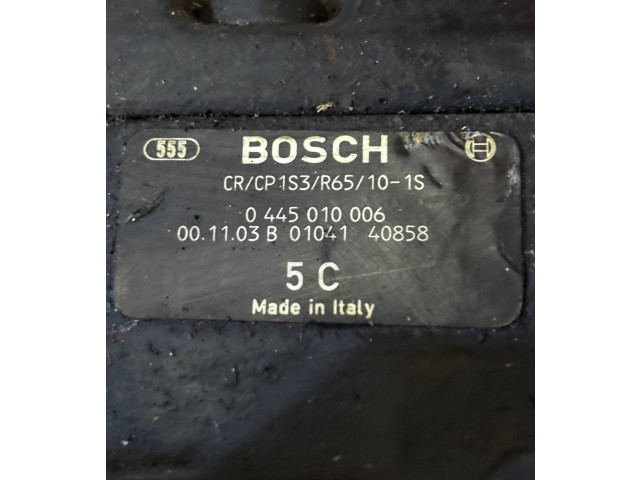 555 BOSCH
CR/CP1S3/R65/10-1S
0 445 010 006
00.11.03 B 01041 40858
5 C
Made in Italy